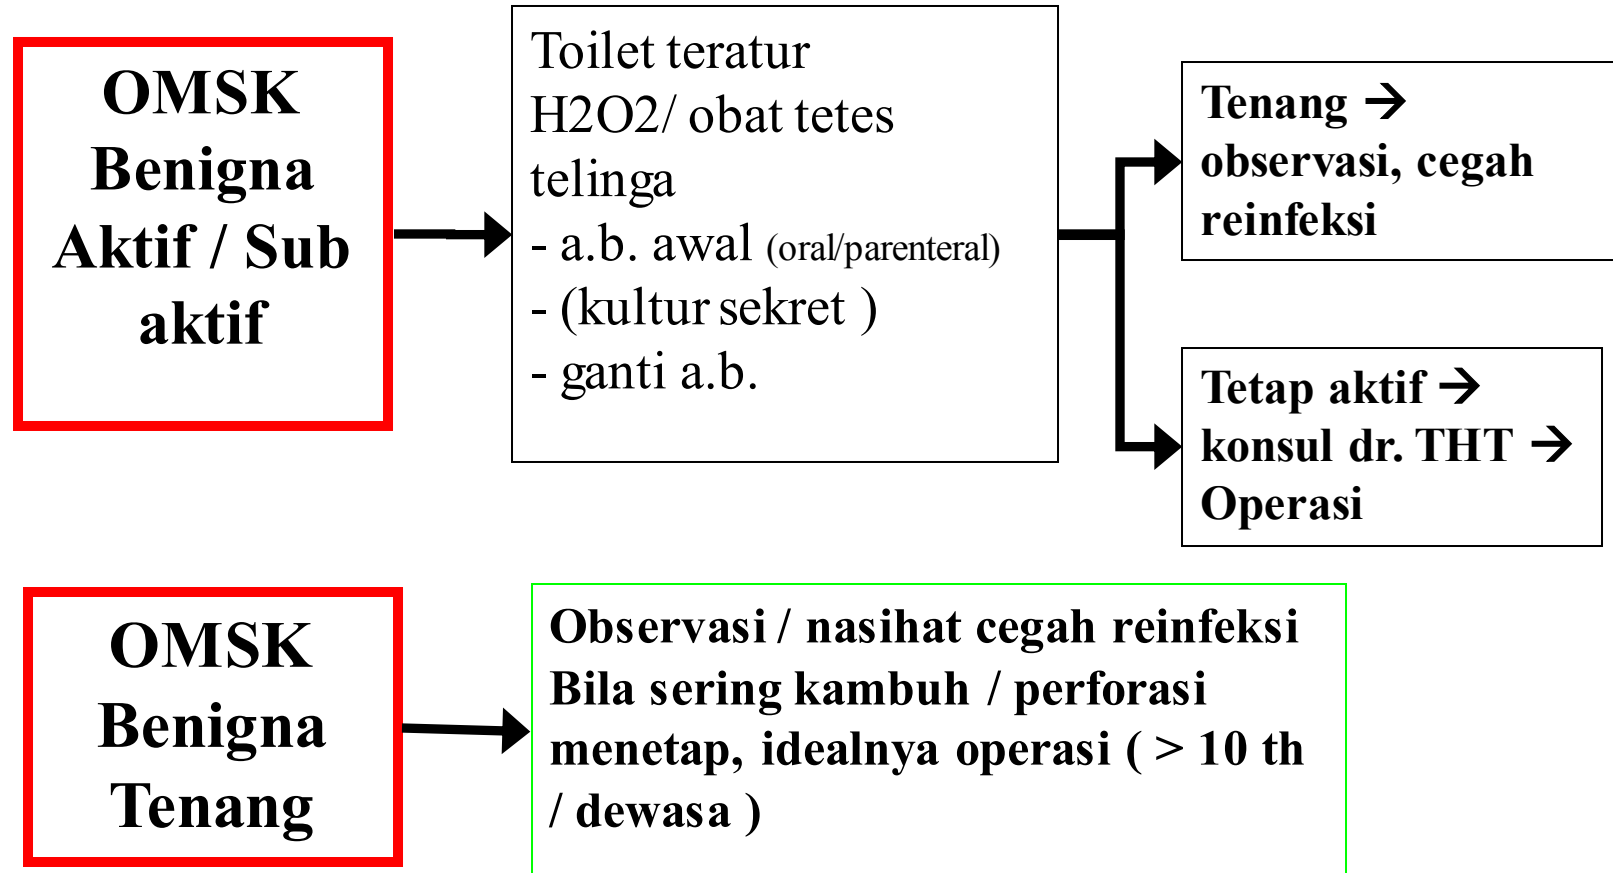 OMSK
Benigna
Aktif / Sub
aktif
Toilet teratur
H2O2/ obat tetes
telinga
- a.b. awal (oral/parenteral)
- (kultur sekret )
- ganti a.b.
Tenang →
observasi, cegah
reinfeksi
Tetap aktif →
konsul dr. THT →
Operasi
OMSK
Benigna
Tenang
Observasi / nasihat cegah reinfeksi
Bila sering kambuh / perforasi
menetap, idealnya operasi ( > 10 th
/ dewasa )